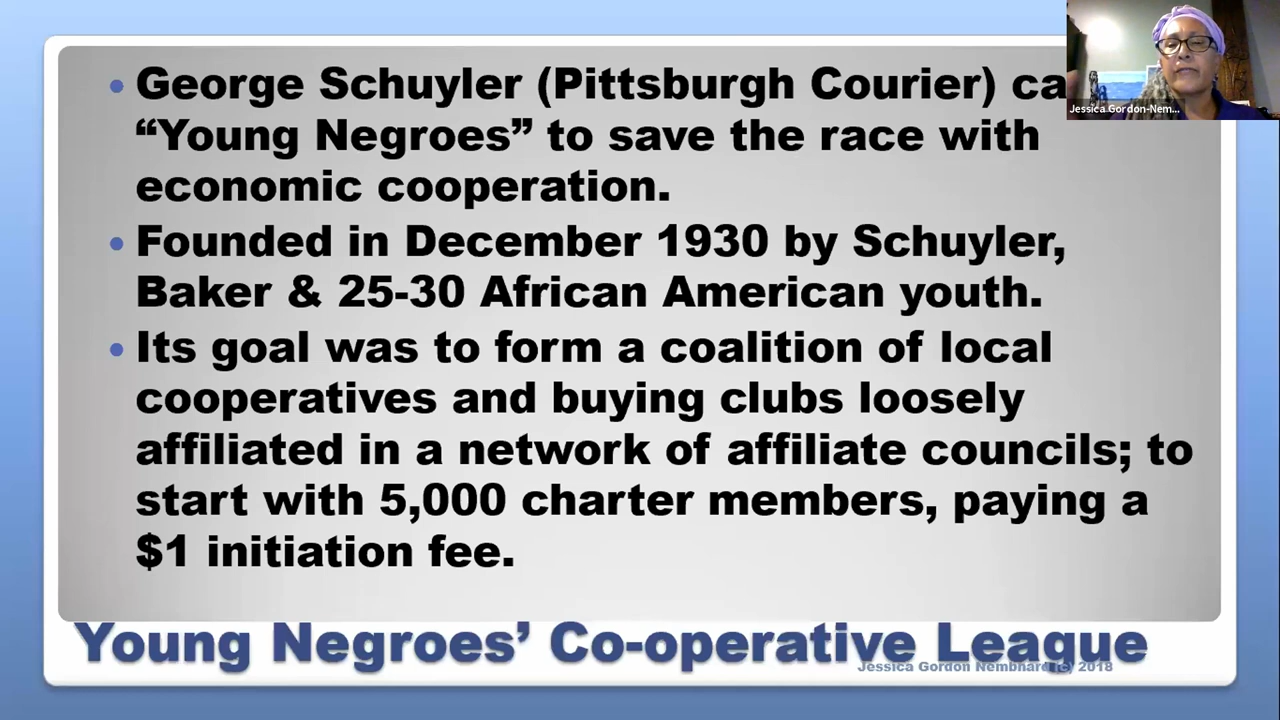 • George Schuyler (Pittsburgh Courier) ca
Jessica Gordon-Nem...
“Young Negroes” to save the race with
economic cooperation.
• Founded in December 1930 by Schuyler,
Baker & 25-30 African American youth.
• Its goal was to form a coalition of local
cooperatives and buying clubs loosely
affiliated in a network of affiliate councils; to
start with 5,000 charter members, paying a
$1 initiation fee.
Young Negroes’ Co-operative League
Jessica Gordon Nembhard (c) 2018